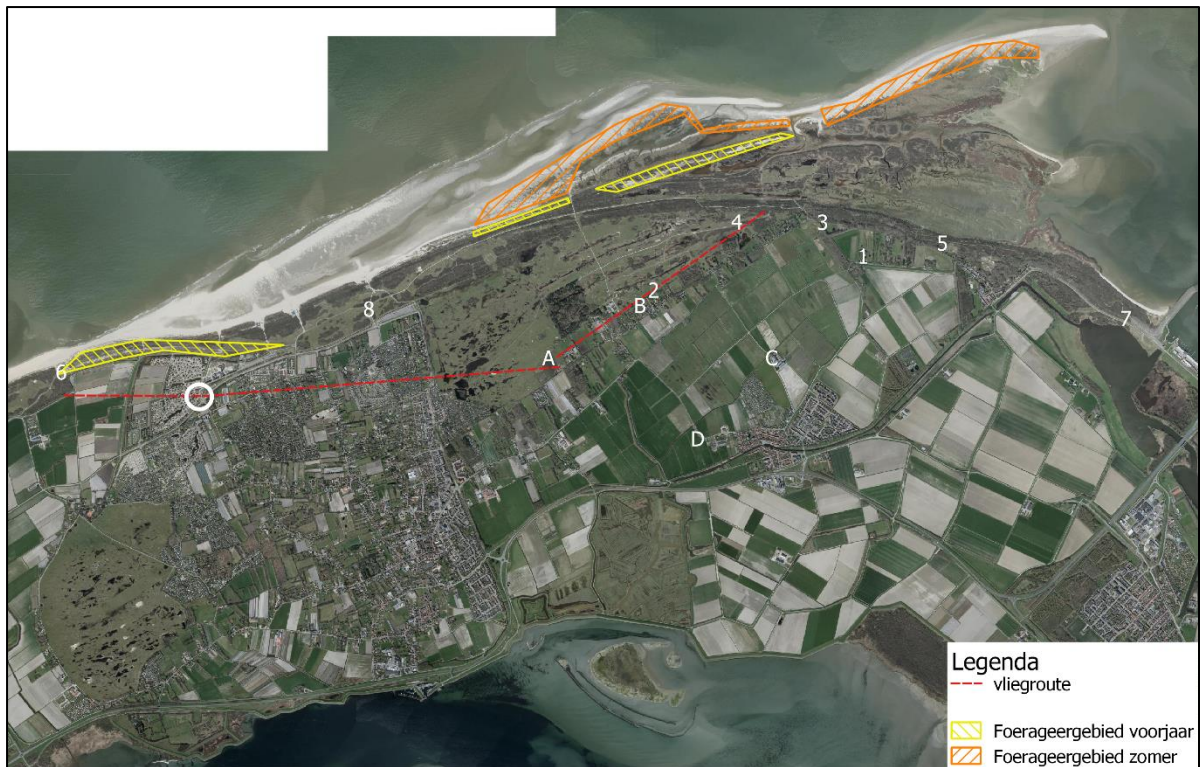 4
3
5
1
2
B
8
7
A
C
6
D
Legenda
vliegroute
Foerageergebied voorjaar
Foerageergebied zomer